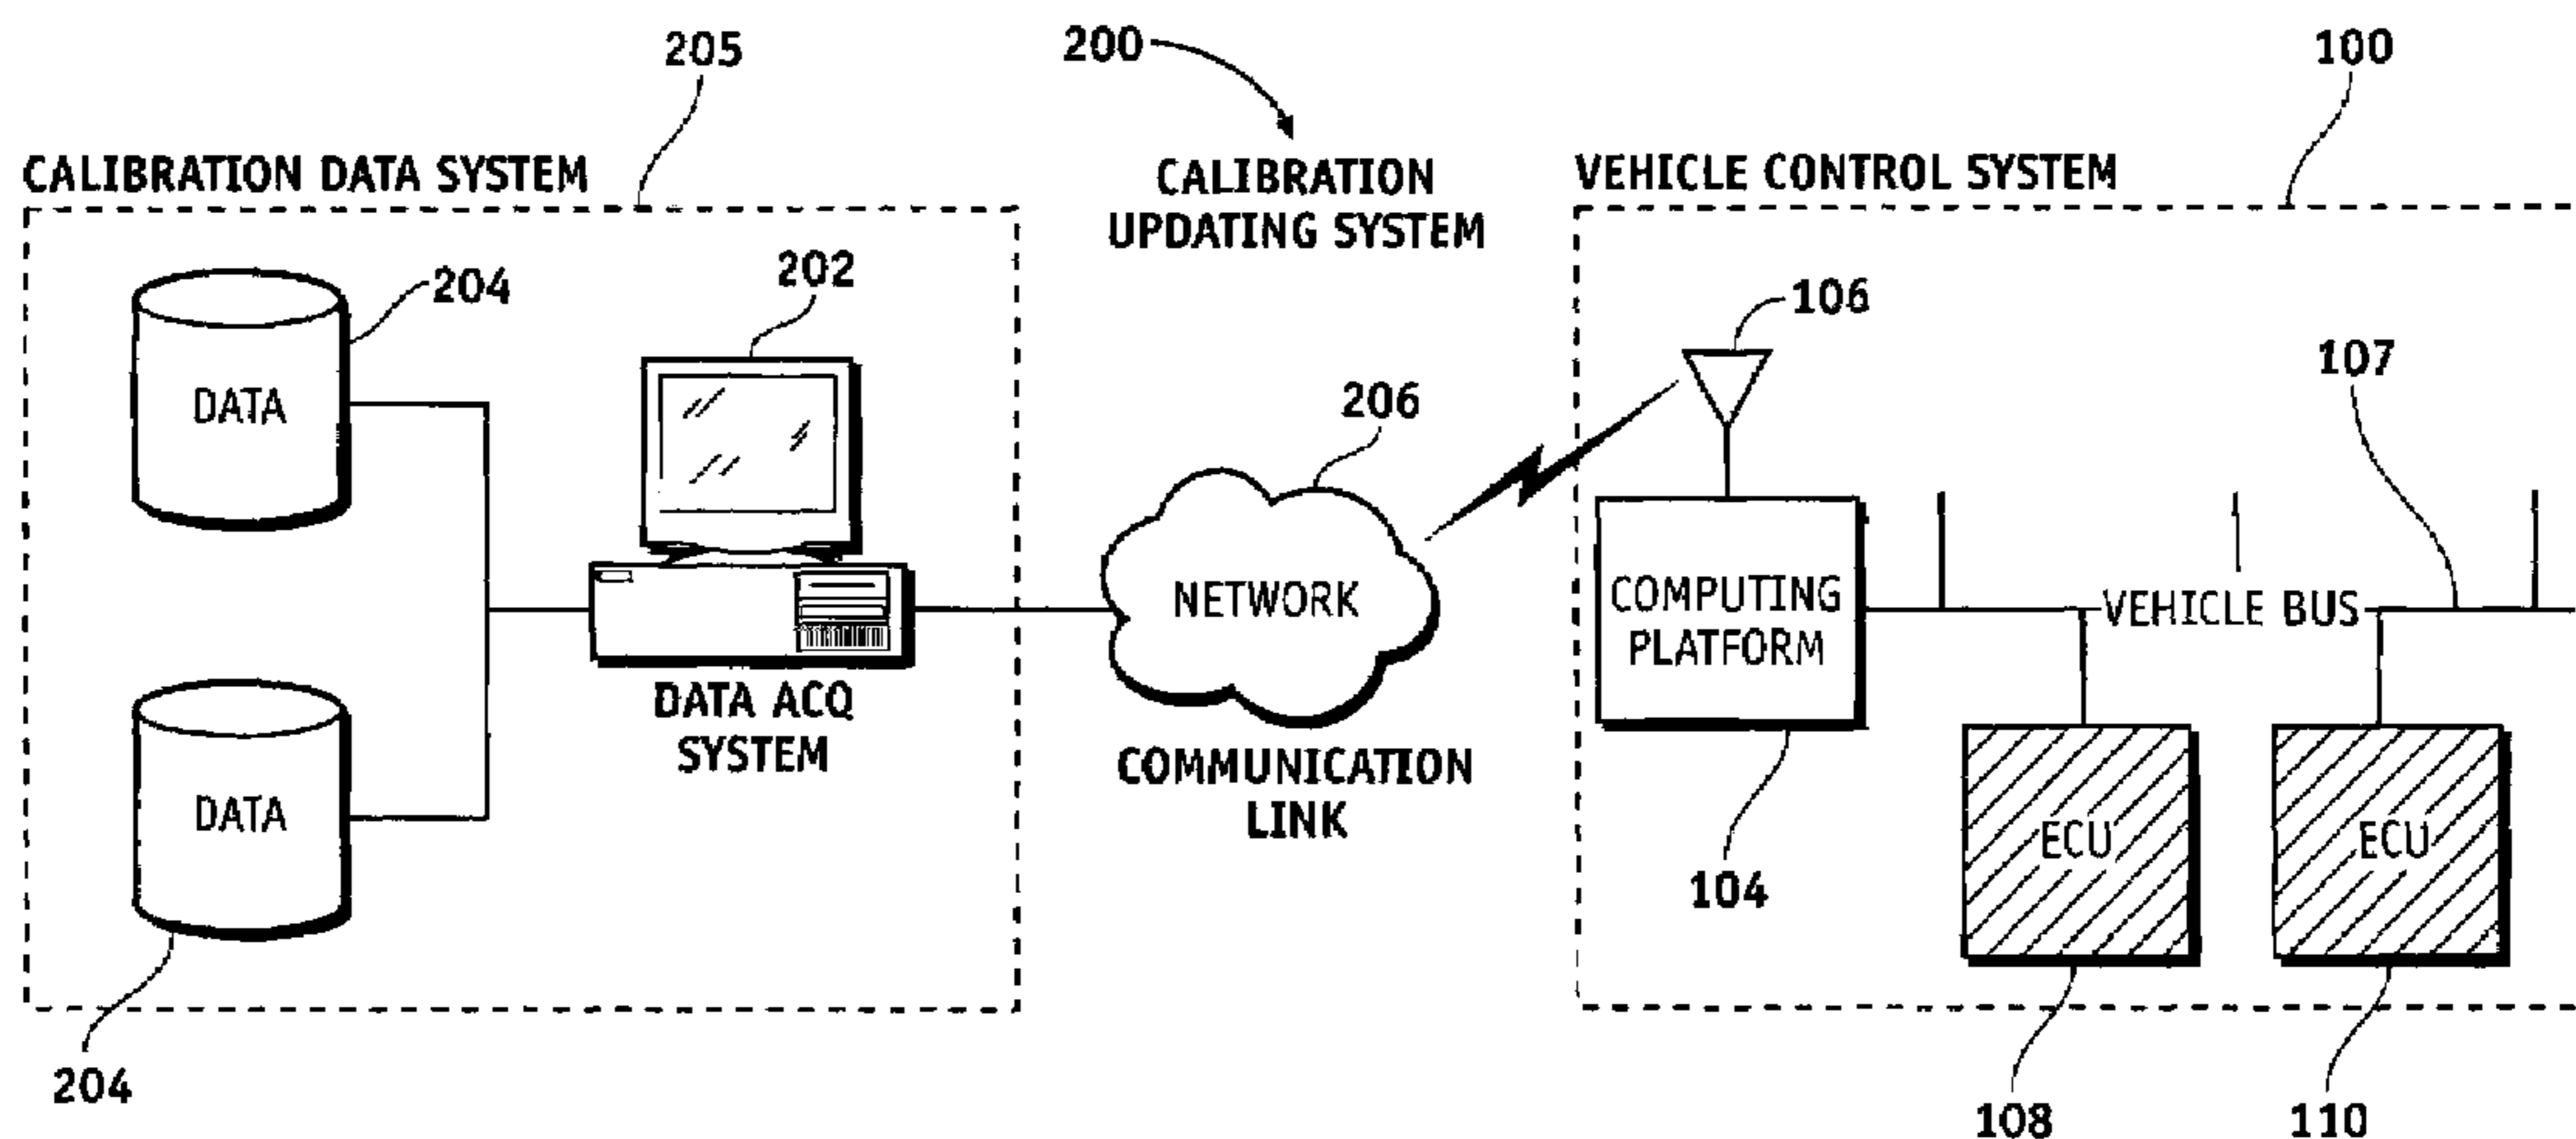 205
200
100
CALIBRATION DATA SYSTEM
CALIBRATION
UPDATING SYSTEM
VEHICLE CONTROL SYSTEM
204
202
106
107
206
DATA
NETWORK
COMPUTING
PLATFORM
VEHICLE BUS
DATA ACQ
SYSTEM
COMMUNICATION
LINK
DATA
104
ECU
ECU
204
108
110